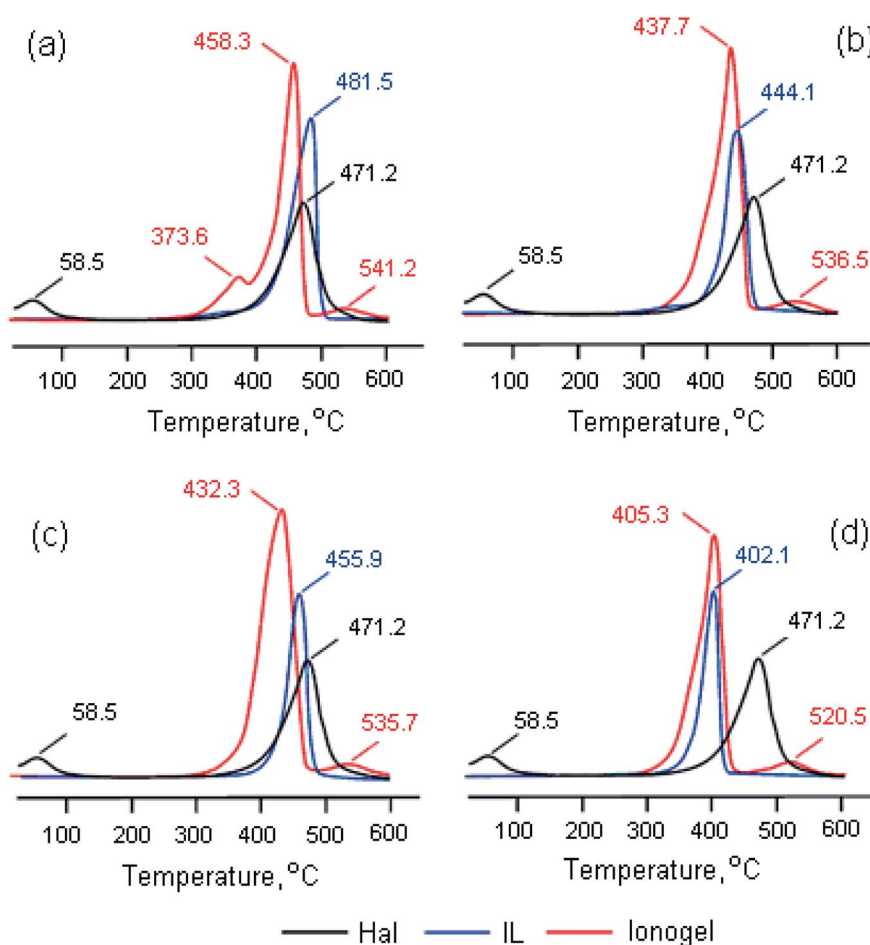 (a)
458.3
481.5
471.2
373.6
58.5
541.2
100 200 300 400 500 600
Temperature, °C
(b)
437.7
444.1
471.2
58.5
536.5
100 200 300 400 500 600
Temperature, °C
(c)
432.3
455.9
471.2
58.5
535.7
100 200 300 400 500 600
Temperature, °C
(d)
405.3
402.1
471.2
58.5
520.5
100 200 300 400 500 600
Temperature, °C
Hal IL Ionogel